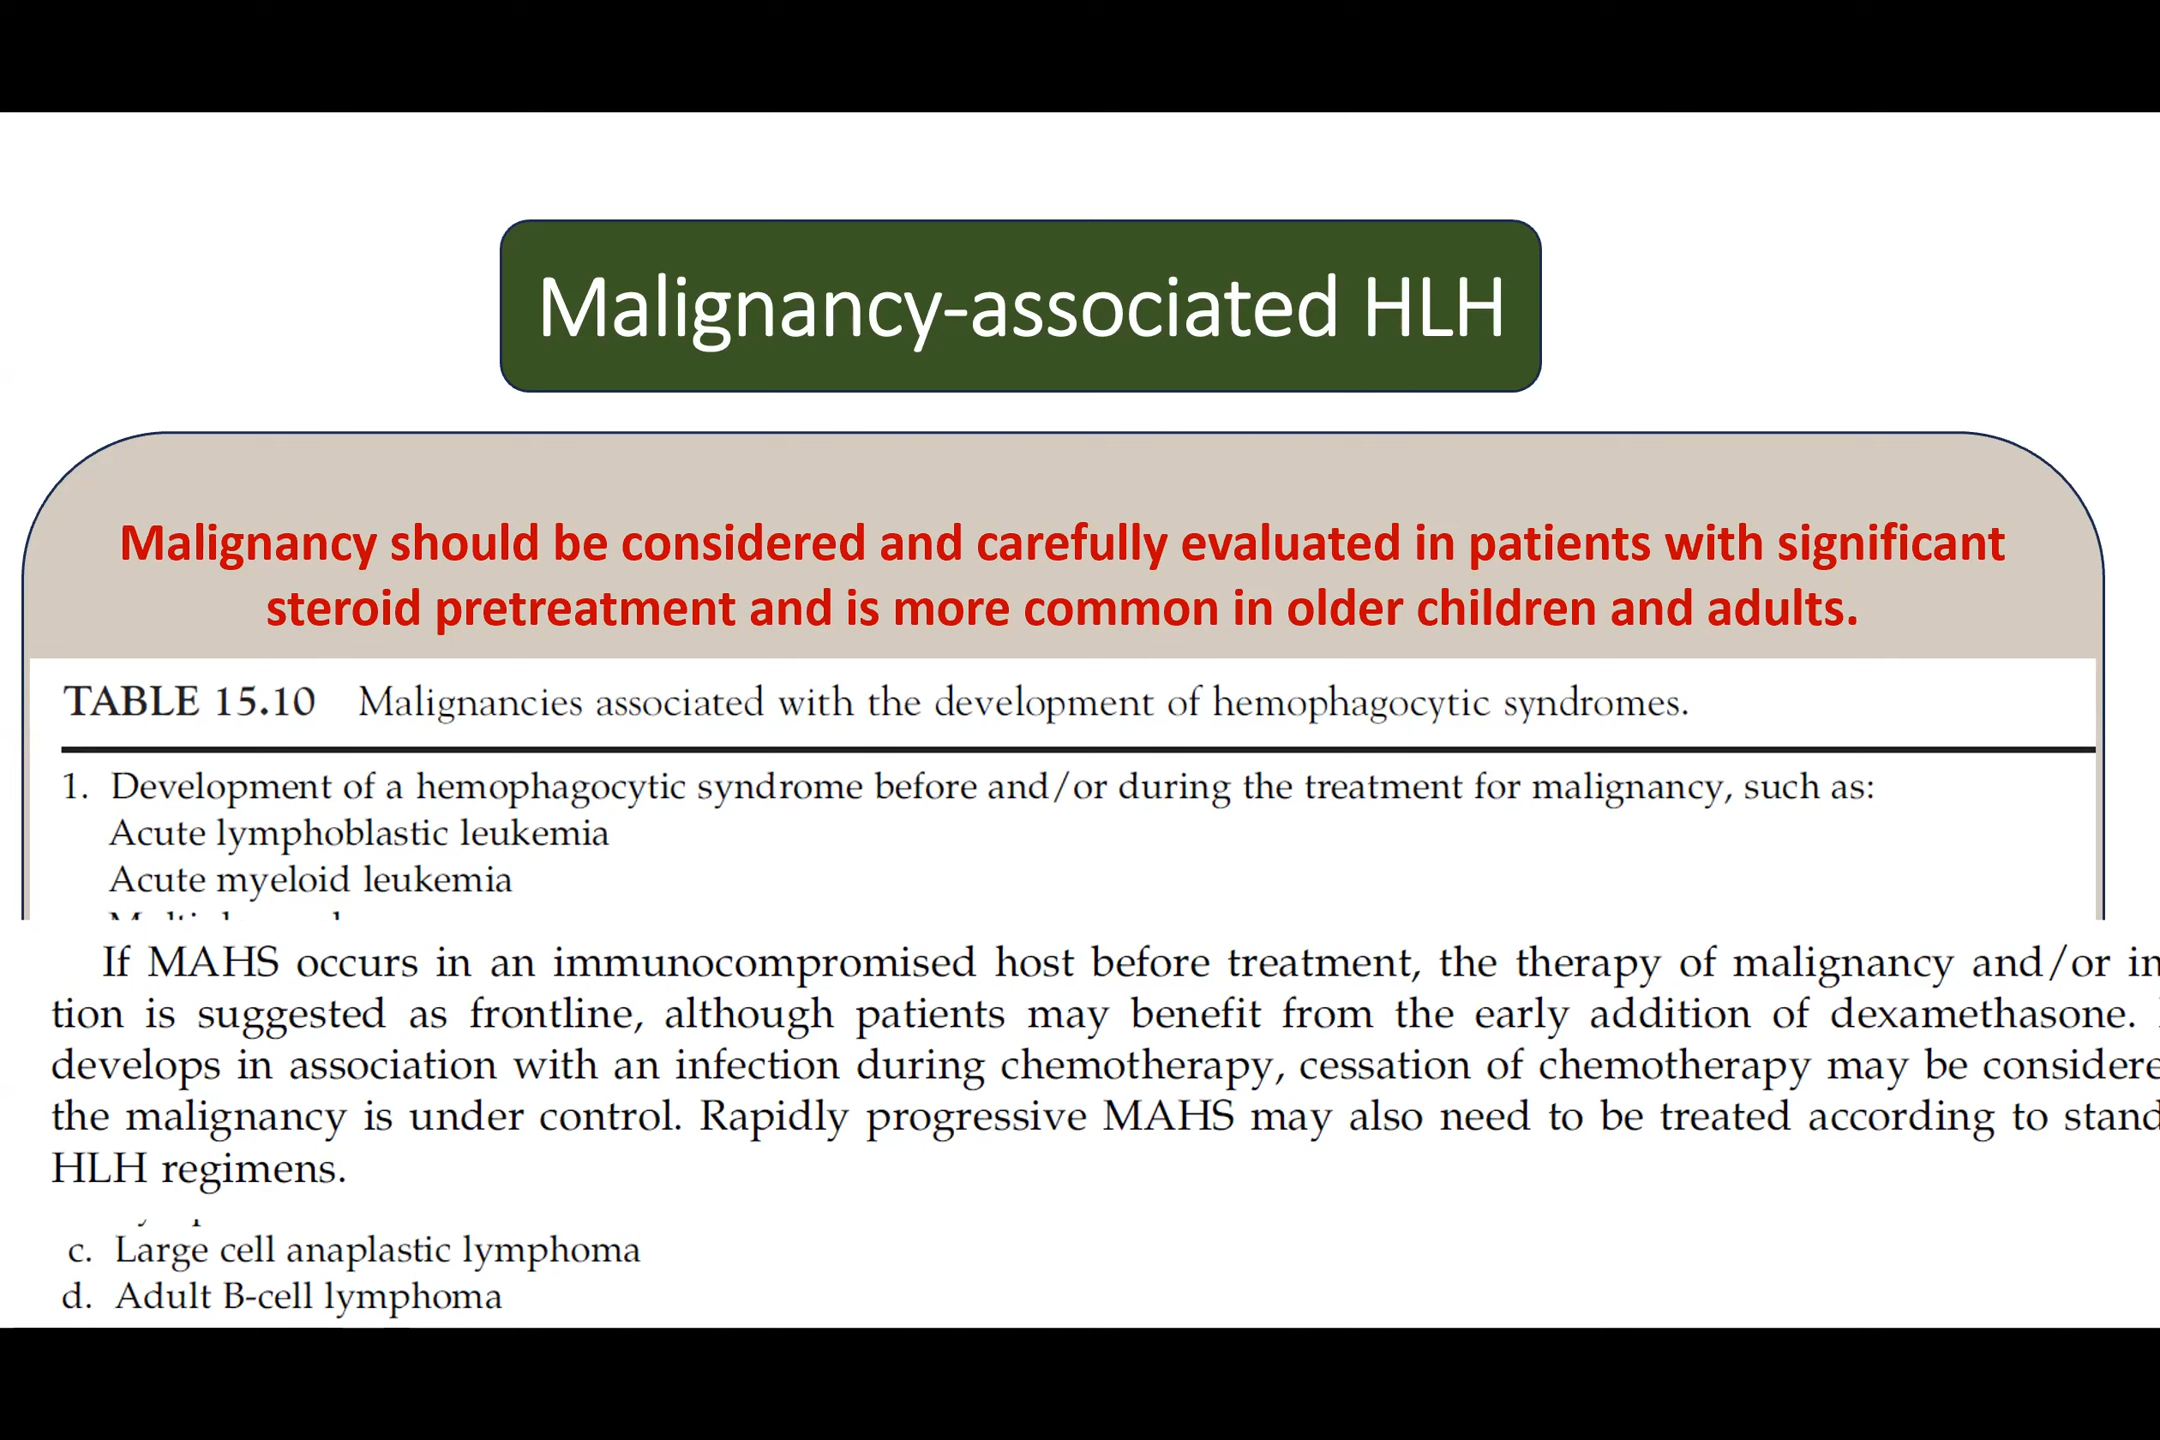 Malignancy-associated HLH
Malignancy should be considered and carefully evaluated in patients with significant
steroid pretreatment and is more common in older children and adults.
TABLE 15.10 Malignancies associated with the development of hemophagocytic syndromes.
1. Development of a hemophagocytic syndrome before and/or during the treatment for malignancy, such as:
Acute lymphoblastic leukemia
Acute myeloid leukemia
If MAHS occurs in an immunocompromised host before treatment, the therapy of malignancy and/or
tion is suggested as frontline, although patients may benefit from the early addition of dexamethasone.
develops in association with an infection during chemotherapy, cessation of chemotherapy may be considere
the malignancy is under control. Rapidly progressive MAHS may also need to be treated according to stand
HLH regimens.
c. Large cell anaplastic lymphoma
d. Adult B-cell lymphoma